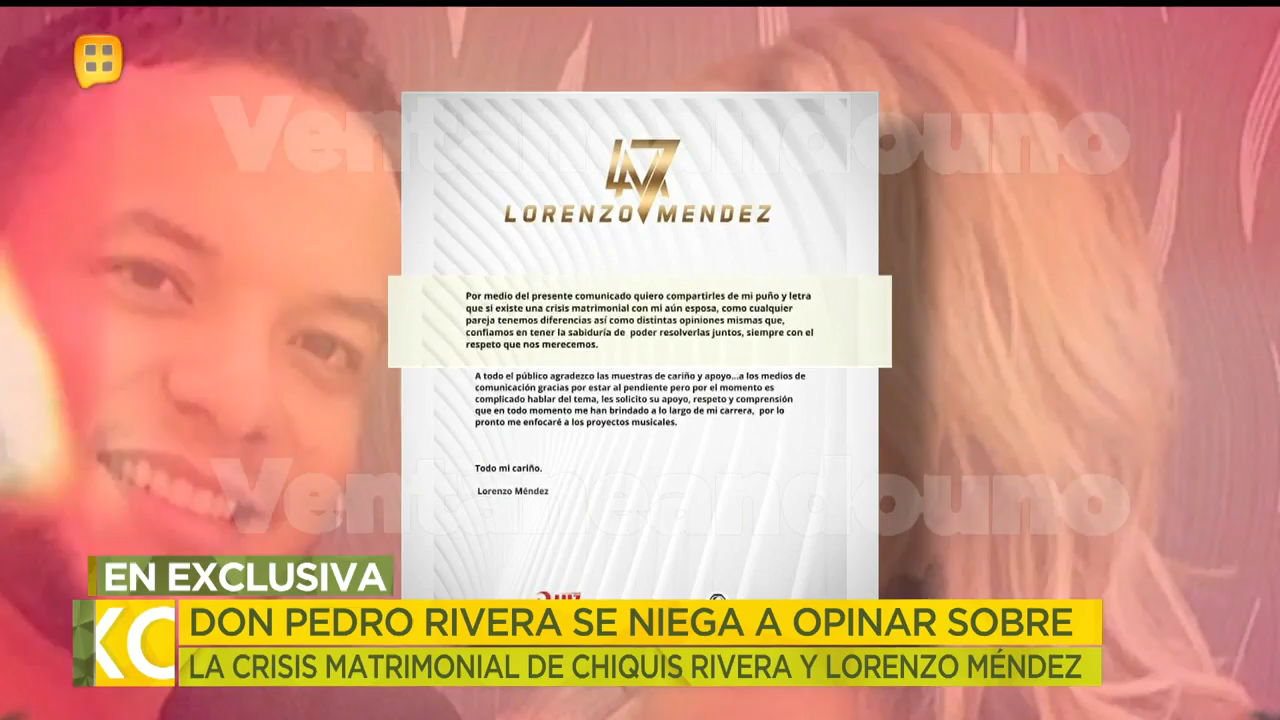 Ventaneandouno
LM7
LORENZO MENDEZ
Por medio del presente comunicado quiero compartirles de mi puño y letra
que si existe una crisis matrimonial con mi aún esposa, como cualquier
pareja tenemos diferencias así como distintas opiniones mismas que,
confiamos en tener la sabiduría de poder resolverlas juntos, siempre con el
respeto que nos merecemos.
A todo el público agradezco las muestras de cariño y apoyo...a los medios de
comunicación gracias por estar al pendiente pero por el momento es
complicado hablar del tema, les solicito su apoyo, respeto y comprensión
que en todo momento me han brindado a lo largo de mi carrera, por lo
pronto me enfocaré a los proyectos musicales.
Todo mi cariño.
Ventaneandouno
Lorenzo Méndez
EN EXCLUSIVA
KC
DON PEDRO RIVERA SE NIEGA A OPINAR SOBRE
LA CRISIS MATRIMONIAL DE CHIQUIS RIVERA Y LORENZO MÉNDEZ